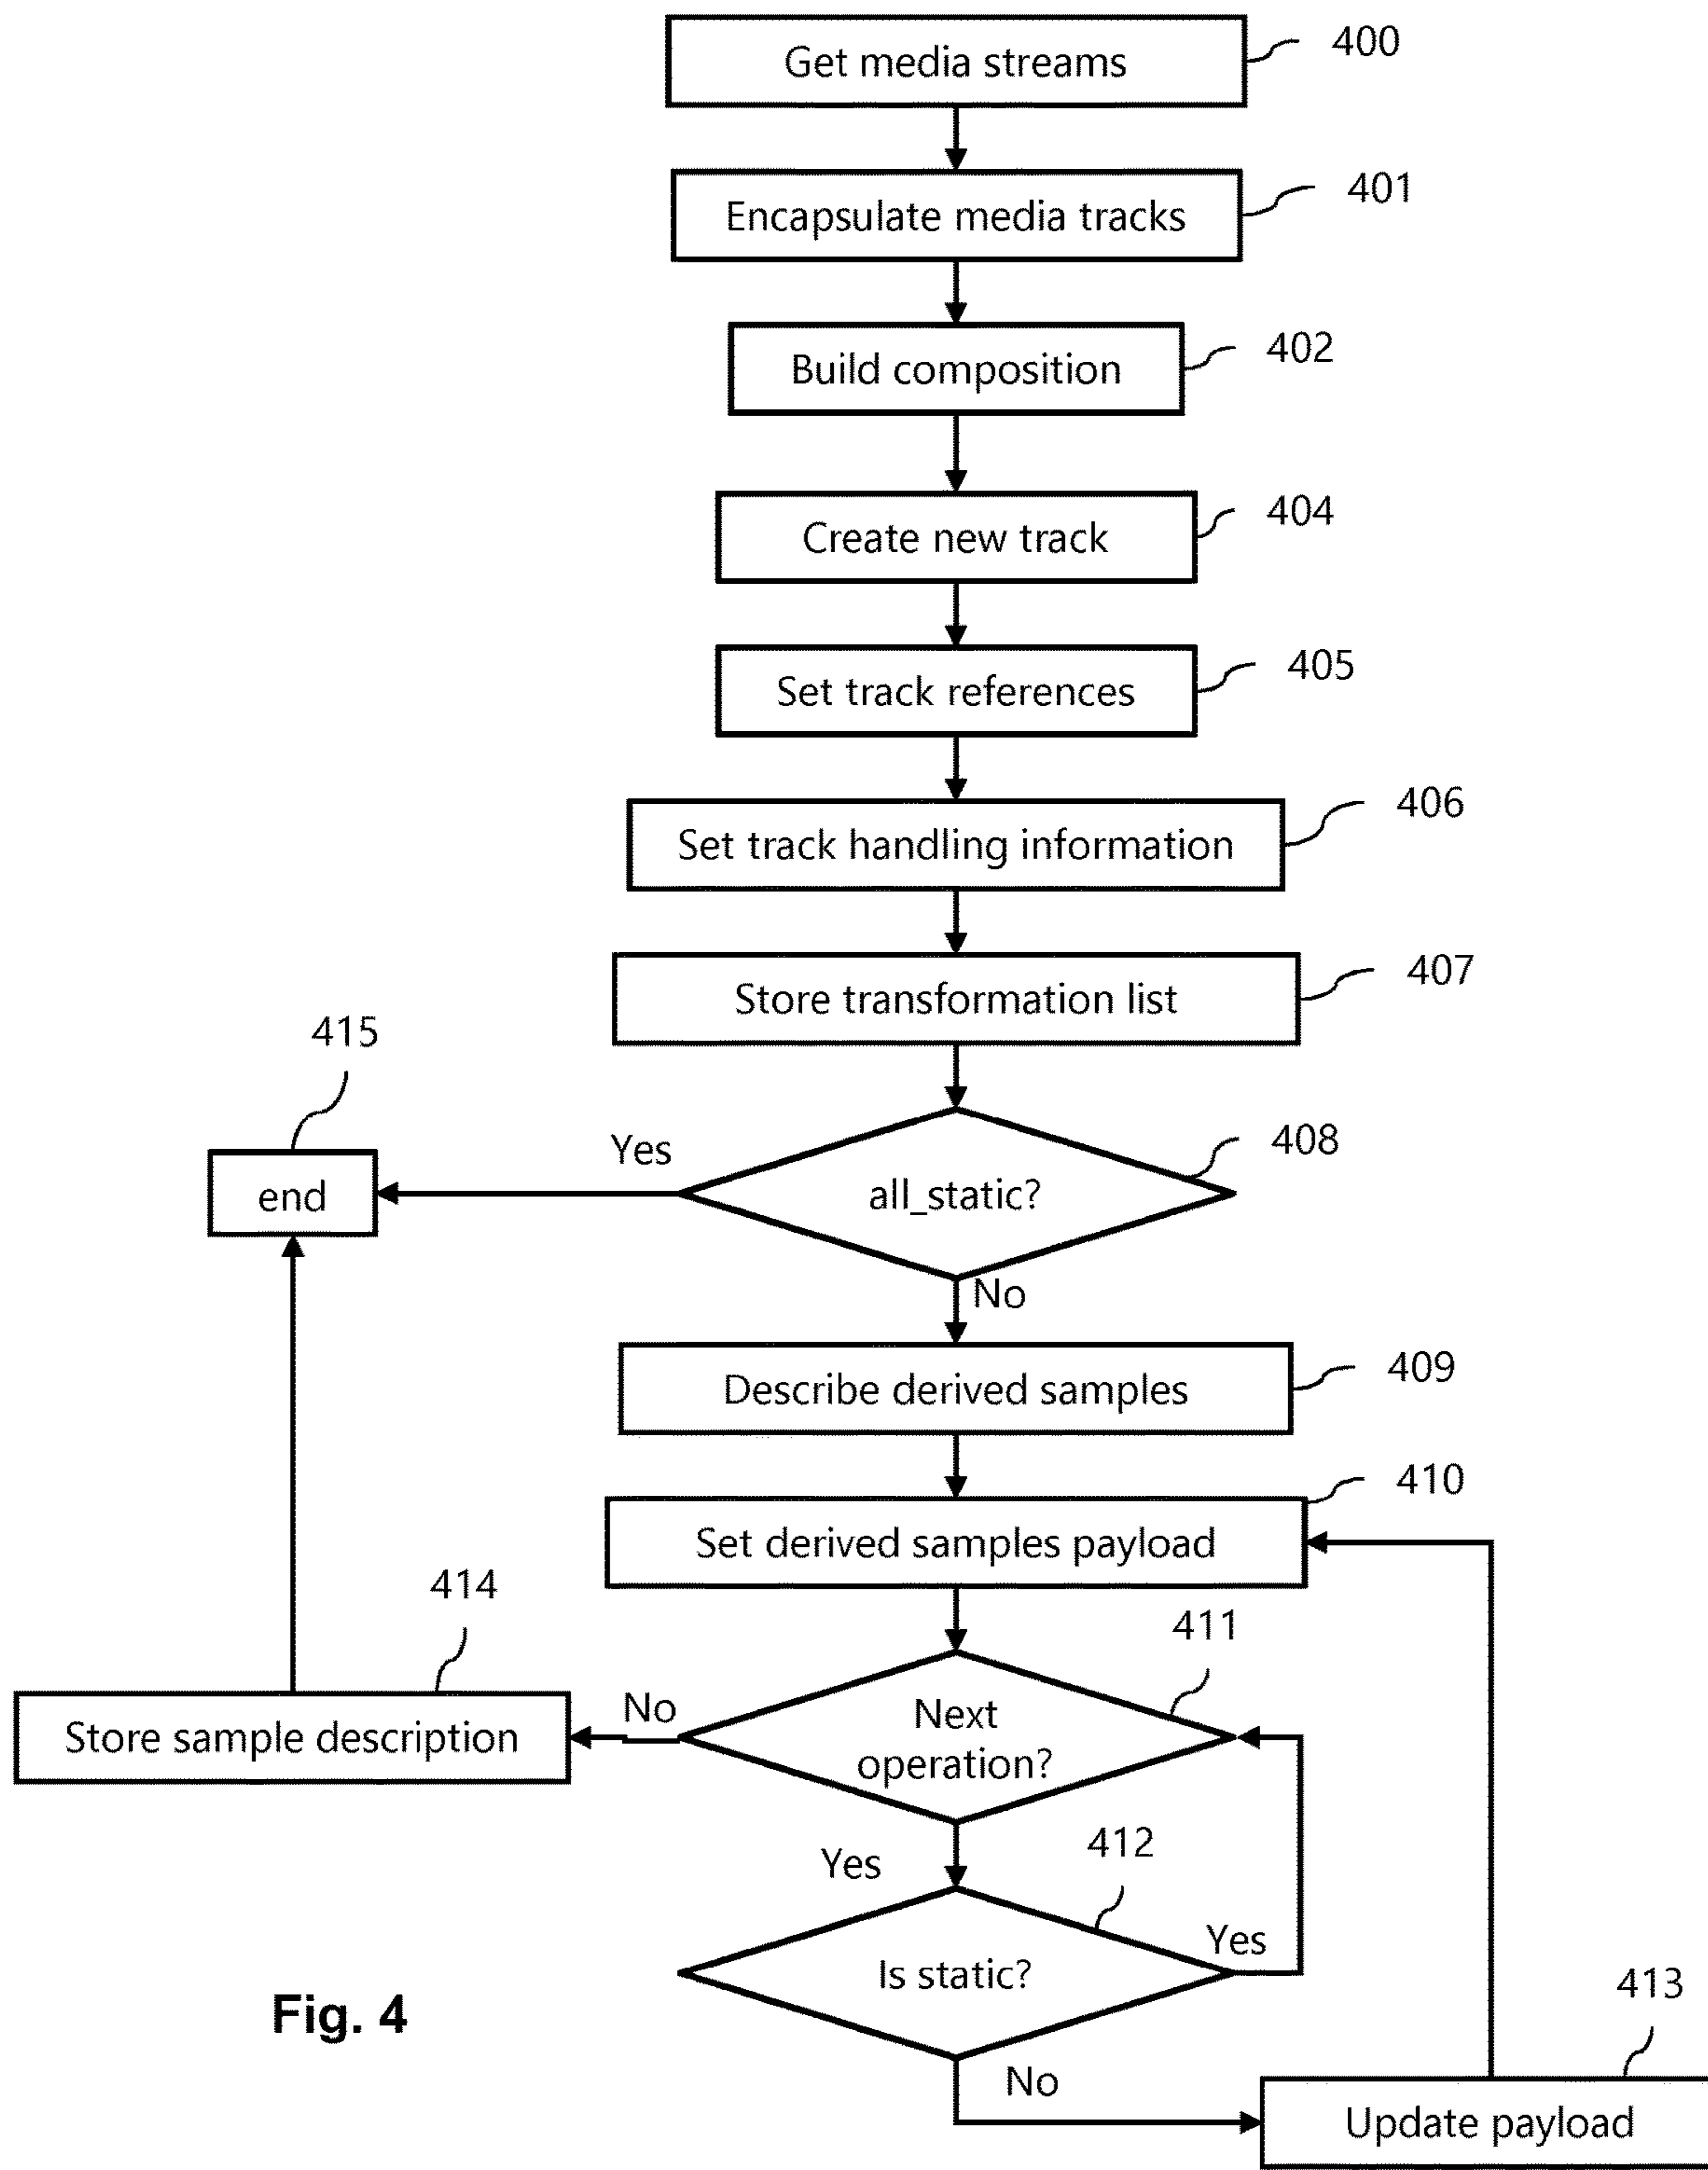 Get media streams
400
Encapsulate media tracks
401
Build composition
402
Create new track
404
Set track references
405
Set track handling information
406
Store transformation list
407
415
end
Yes
all_static?
408
No
Describe derived samples
409
Set derived samples payload
410
414
411
Store sample description
No
Next
operation?
Yes
412
Is static?
Yes
Fig. 4
No
413
Update payload